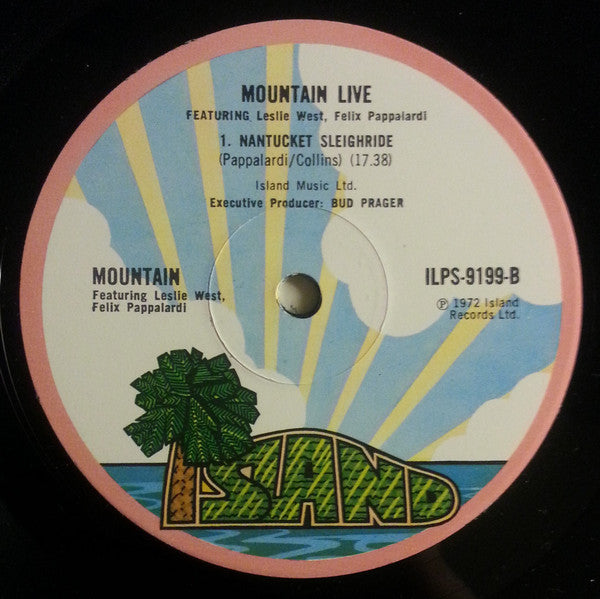 MOUNTAIN LIVE
FEATURING Leslie West, Felix Pappalardi
1. NANTUCKET SLEIGHRIDE
(Pappalardi/Collins) (17.38)
Island Music Ltd.
Executive Producer: BUD PRAGER
MOUNTAIN
Featuring Leslie West,
Felix Pappalardi
ILPS-9199-B
℗ 1972 Island
Records Ltd.
ISLAND